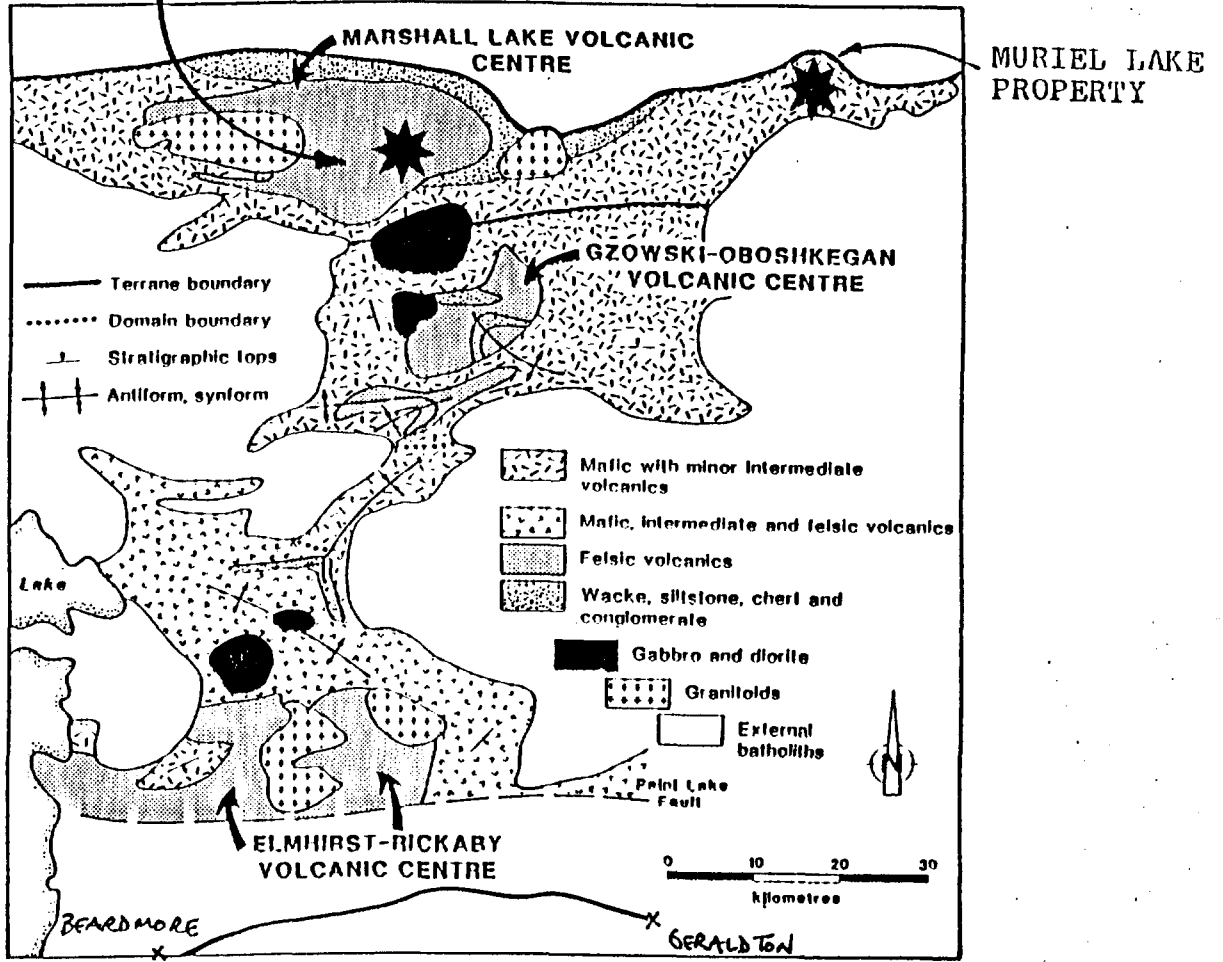 MARSHALL LAKE VOLCANIC
CENTRE
MURIEL LAKE
PROPERTY
GZOWSKI-OBOSHKEGAN
VOLCANIC CENTRE
Terrane boundary
Domain boundary
Stratigraphic tops
Antiform, synform
Mafic with minor Intermediate
volcanics
Mafic, intermediate and felsic volcanics
Felsic volcanics
Wacke, siltstone, chert and
conglomerate
Gabbro and diorite
Granitoids
External
batholiths
Lake
Paint Lake
Fault
N
ELMHIRST-RICKABY
VOLCANIC CENTRE
0 10 20 30
kilometres
BEARDMORE
GERALDTON